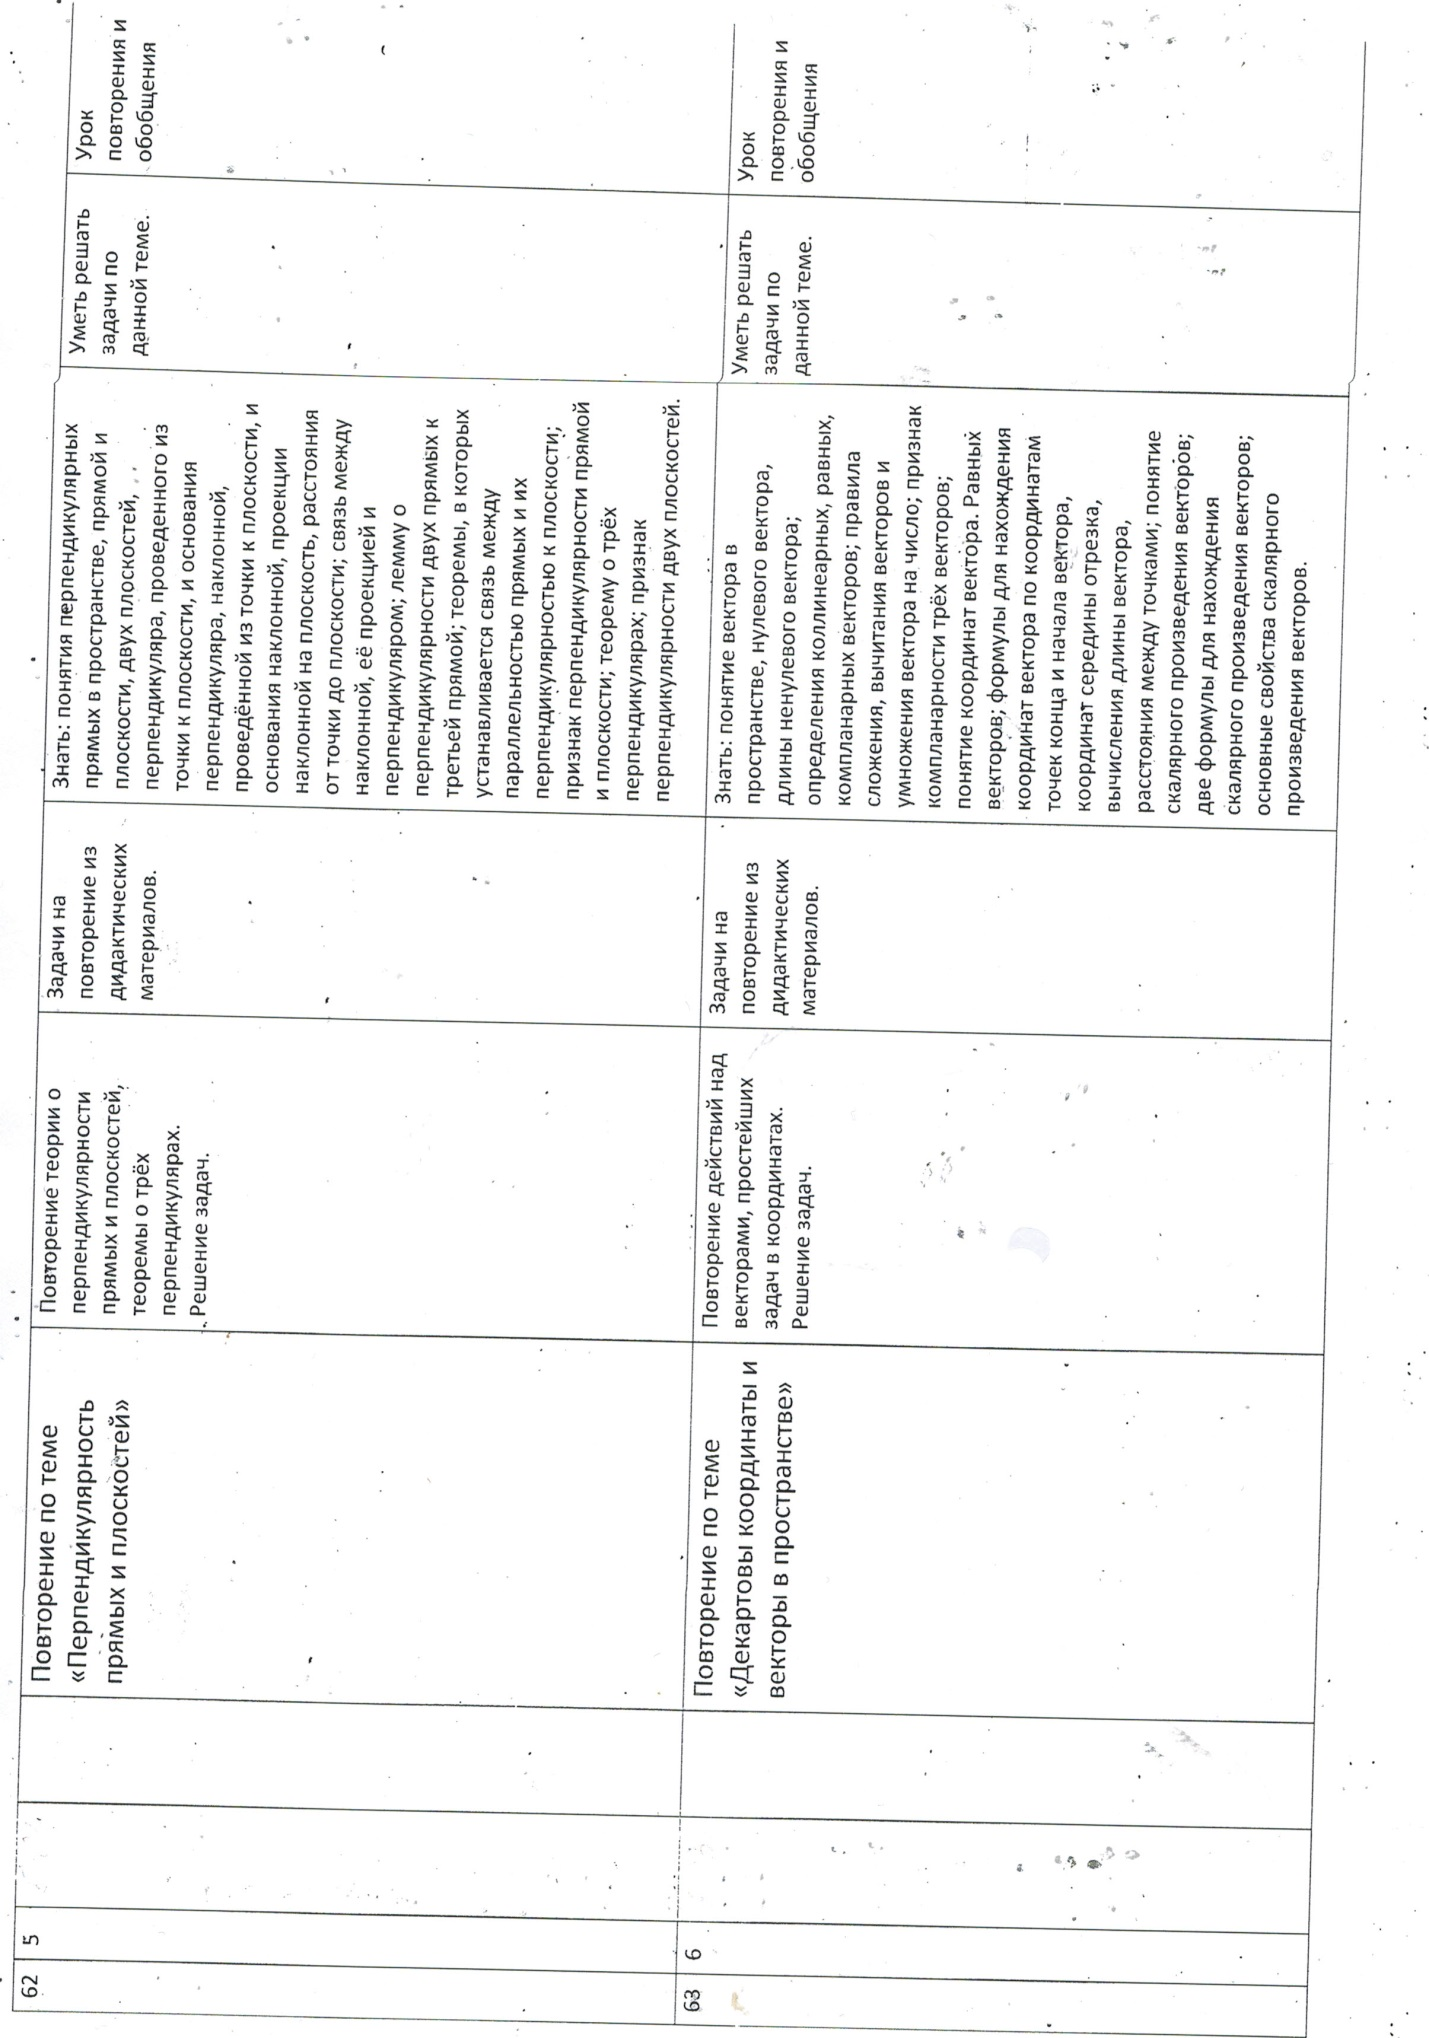 62
5
Повторение по теме
«Перпендикулярность
прямых и плоскостей»
Повторение теории о
перпендикулярности
прямых и плоскостей,
теоремы о трёх
перпендикулярах.
Решение задач.
Задачи на
повторение из
дидактических
материалов.
Знать: понятия перпендикулярных
прямых в пространстве, прямой и
плоскости, двух плоскостей,
перпендикуляра, проведенного из
точки к плоскости, и основания
перпендикуляра, наклонной,
проведённой из точки к плоскости, и
основания наклонной, проекции
наклонной на плоскость, расстояния
от точки до плоскости; связь между
наклонной, её проекцией и
перпендикуляром; лемму о
перпендикулярности двух прямых к
третьей прямой; теоремы, в которых
устанавливается связь между
параллельностью прямых и их
перпендикулярностью к плоскости;
признак перпендикулярности прямой
и плоскости; теорему о трёх
перпендикулярах; признак
перпендикулярности двух плоскостей.
Уметь решать
задачи по
данной теме.
Урок
повторения и
обобщения
63
6
Повторение по теме
«Декартовы координаты и
векторы в пространстве»
Повторение действий над
векторами, простейших
задач в координатах.
Решение задач.
Задачи на
повторение из
дидактических
материалов.
Знать: понятие вектора в
пространстве, нулевого вектора,
длины ненулевого вектора;
определения коллинеарных, равных,
компланарных векторов; правила
сложения, вычитания векторов и
умножения вектора на число; признак
компланарности трёх векторов;
понятие координат вектора. Равных
векторов; формулы для нахождения
координат вектора по координатам
точек конца и начала вектора,
координат середины отрезка,
вычисления длины вектора,
расстояния между точками; понятие
скалярного произведения векторов;
две формулы для нахождения
скалярного произведения векторов;
основные свойства скалярного
произведения векторов.
Уметь решать
задачи по
данной теме.
Урок
повторения и
обобщения